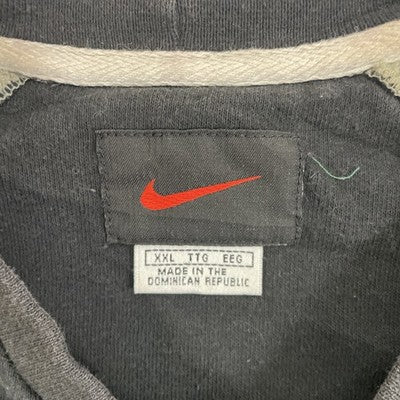 XXL TTG EEG
MADE IN THE
DOMINICAN REPUBLIC